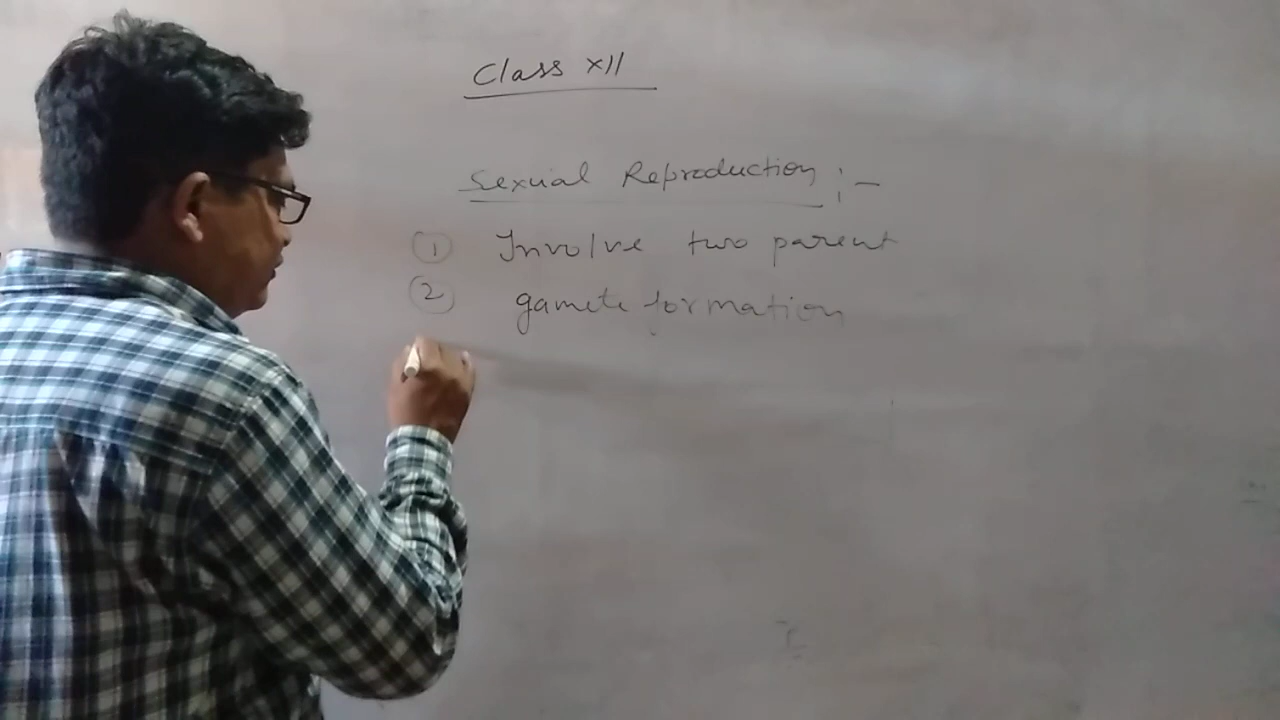 Class XII
Sexual Reproduction :-
① Involve two parent
② gamete formation